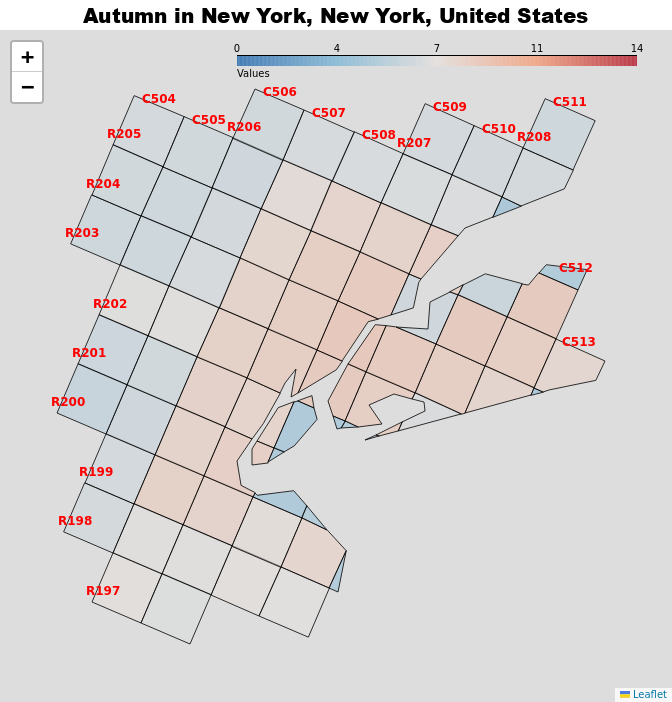 Autumn in New York, New York, United States
+
−
0 4 7 11 14
Values
C504
C506
C505
R205
R206
C507
C508
R207
C509
C510
R208
C511
R204
R203
R202
R201
R200
C512
C513
R199
R198
R197
Leaflet